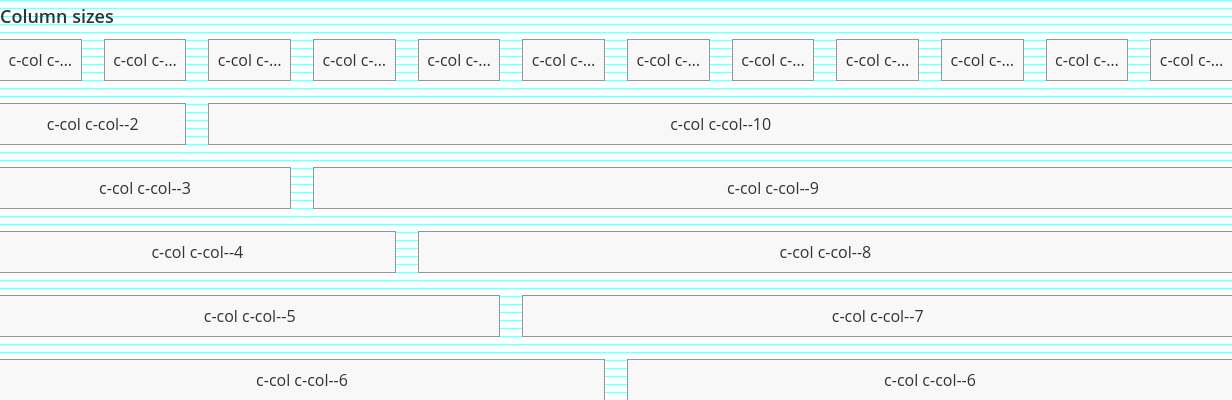 Column sizes
c-col c-... c-col c-... c-col c-... c-col c-... c-col c-... c-col c-... c-col c-... c-col c-... c-col c-... c-col c-... c-col c-... c-col c-...
c-col c-col--2 c-col c-col--10
c-col c-col--3 c-col c-col--9
c-col c-col--4 c-col c-col--8
c-col c-col--5 c-col c-col--7
c-col c-col--6 c-col c-col--6